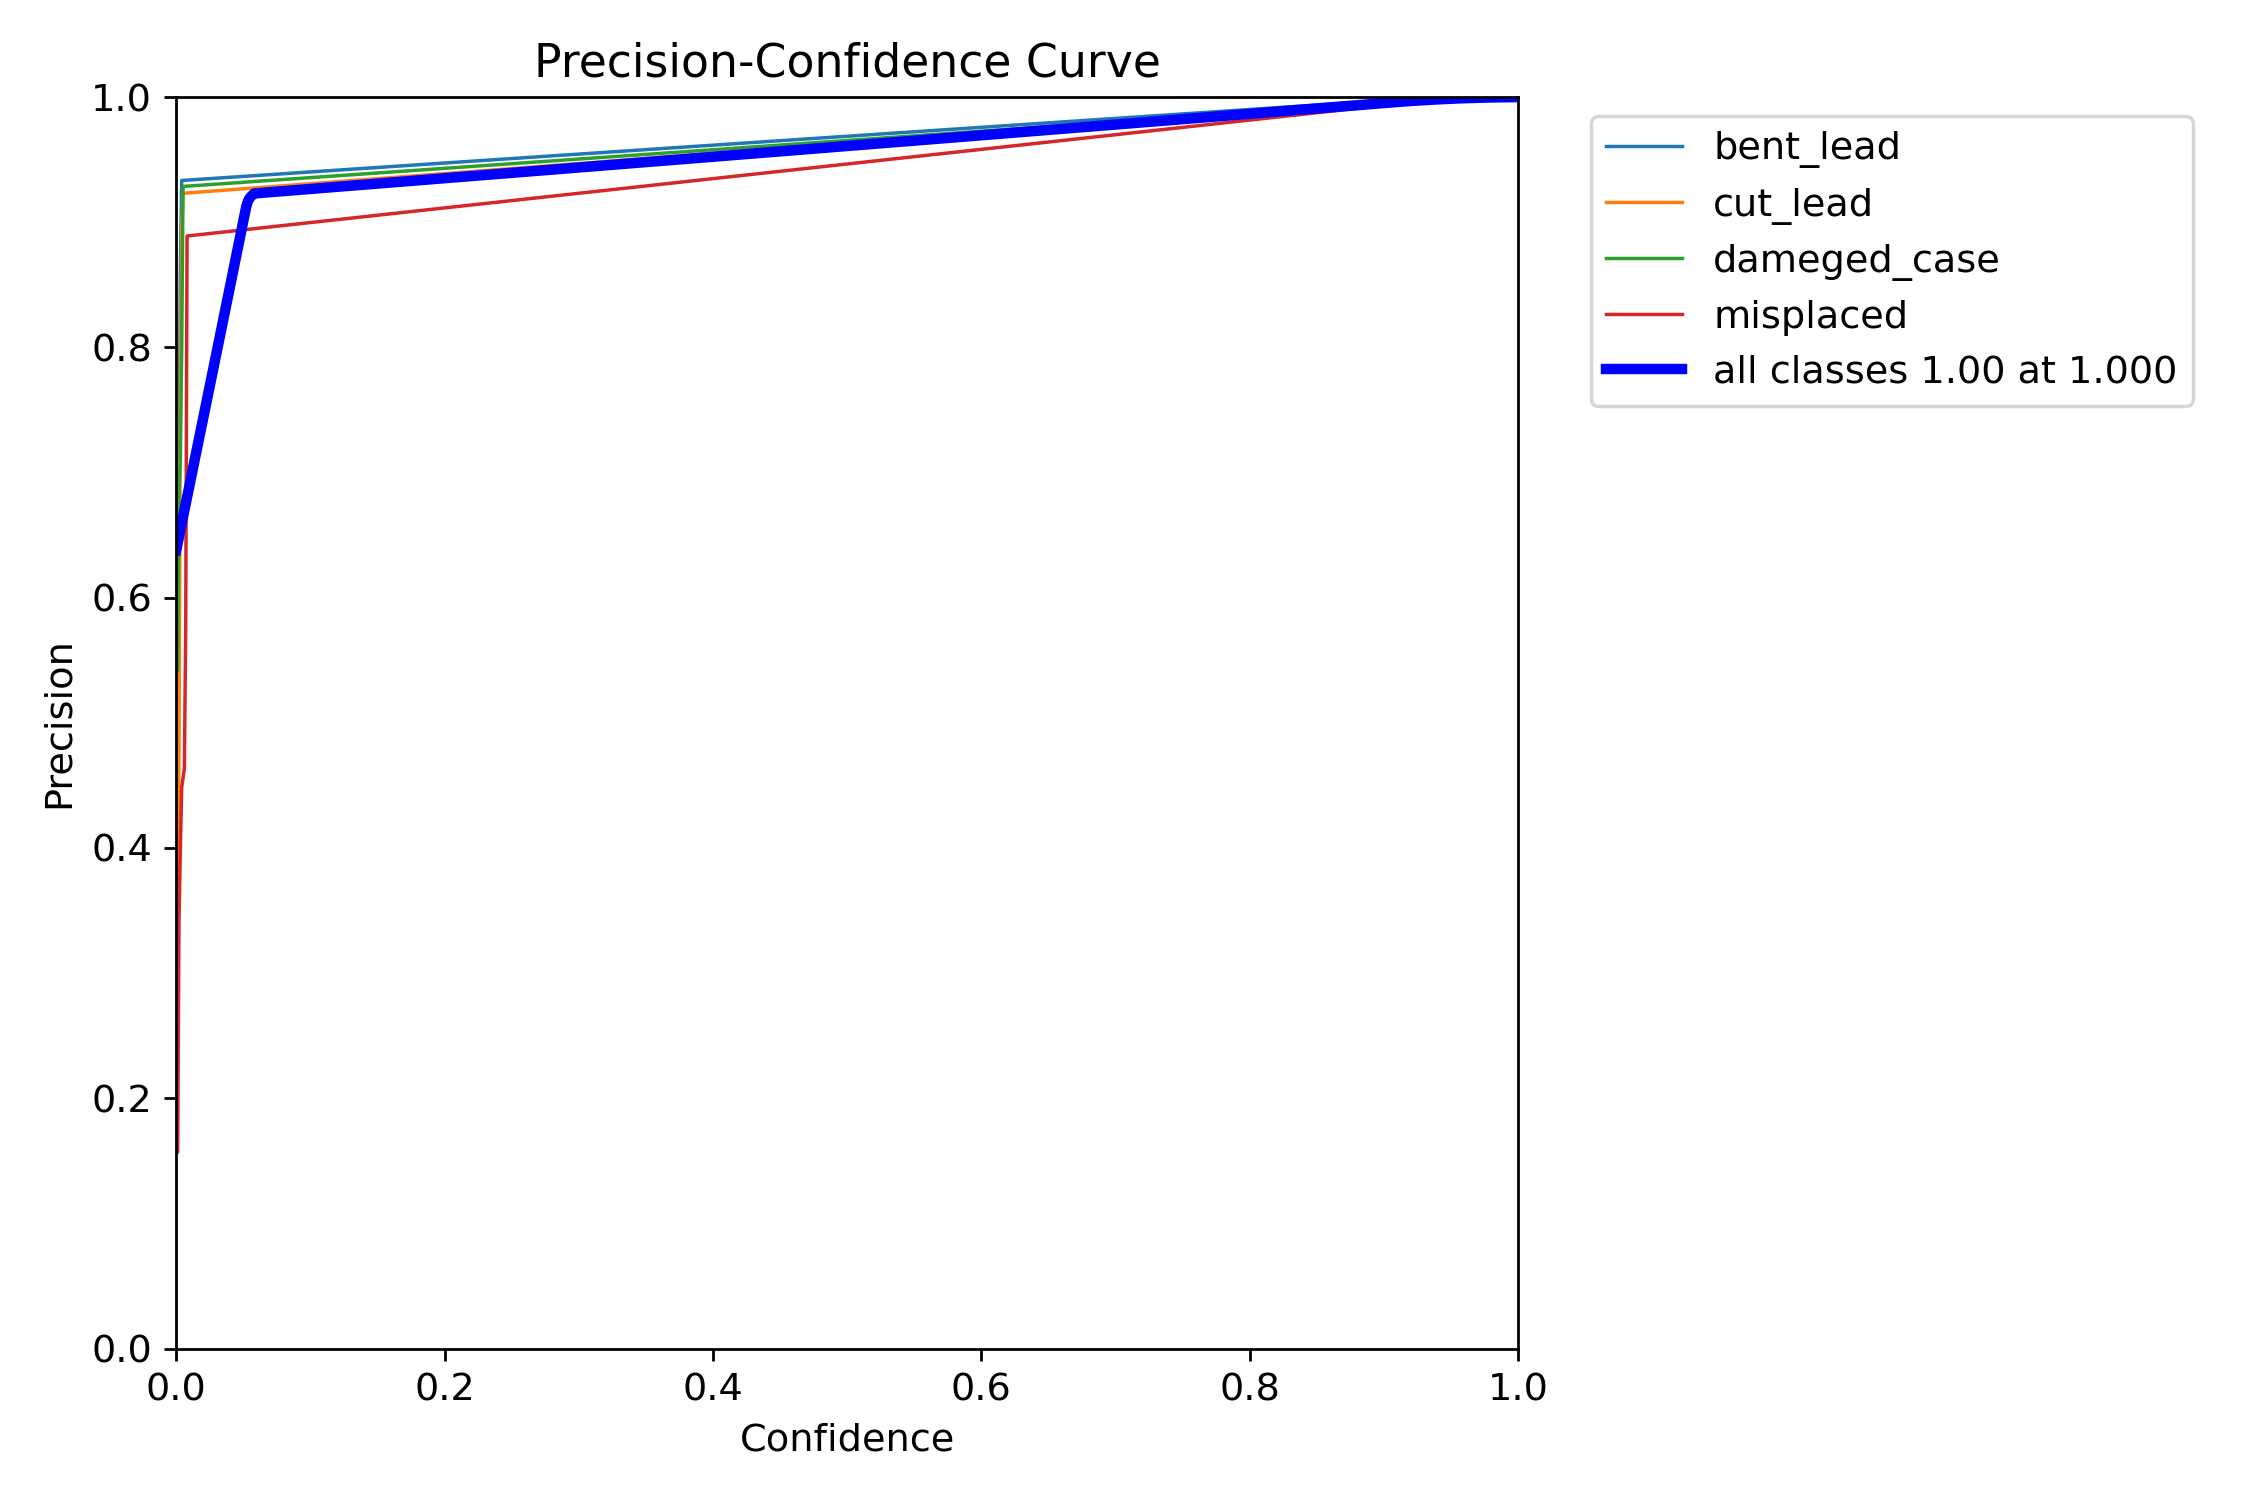 Precision-Confidence Curve
1.0
0.8
0.6
0.4
0.2
0.0
Precision
0.0 0.2 0.4 0.6 0.8 1.0
Confidence
bent_lead
cut_lead
dameged_case
misplaced
all classes 1.00 at 1.000